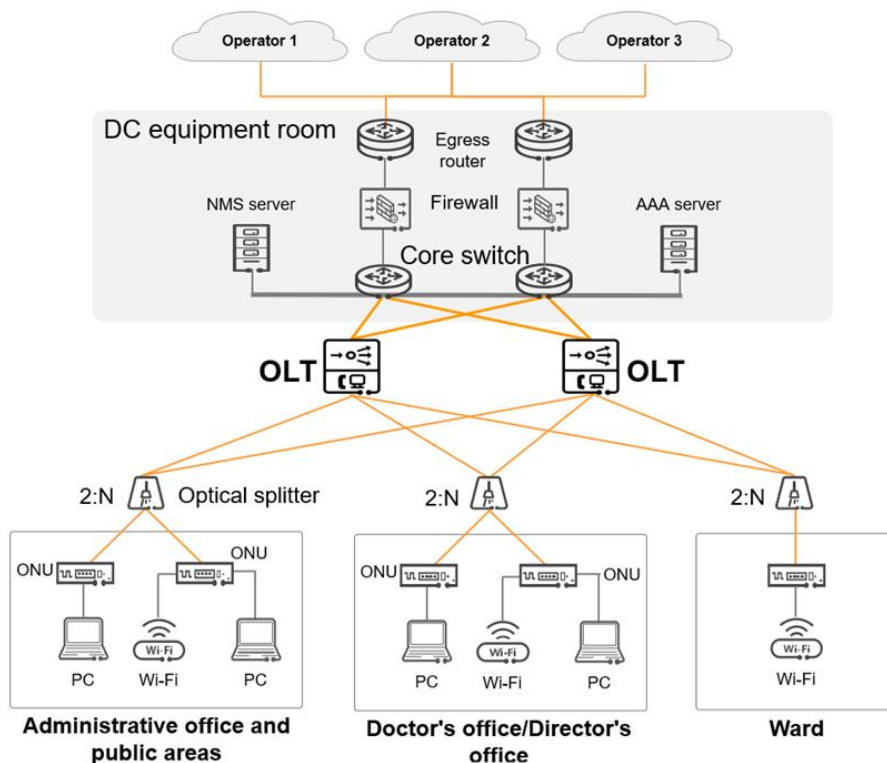 Operator 1
Operator 2
Operator 3
DC equipment room
Egress
router
NMS server
Firewall
AAA server
Core switch
OLT
OLT
2:N
Optical splitter
2:N
2:N
ONU
ONU
ONU
ONU
Wi-Fi
Wi-Fi
Wi-Fi
PC
Wi-Fi
PC
PC
Wi-Fi
PC
Wi-Fi
Administrative office and
public areas
Doctor's office/Director's
office
Ward